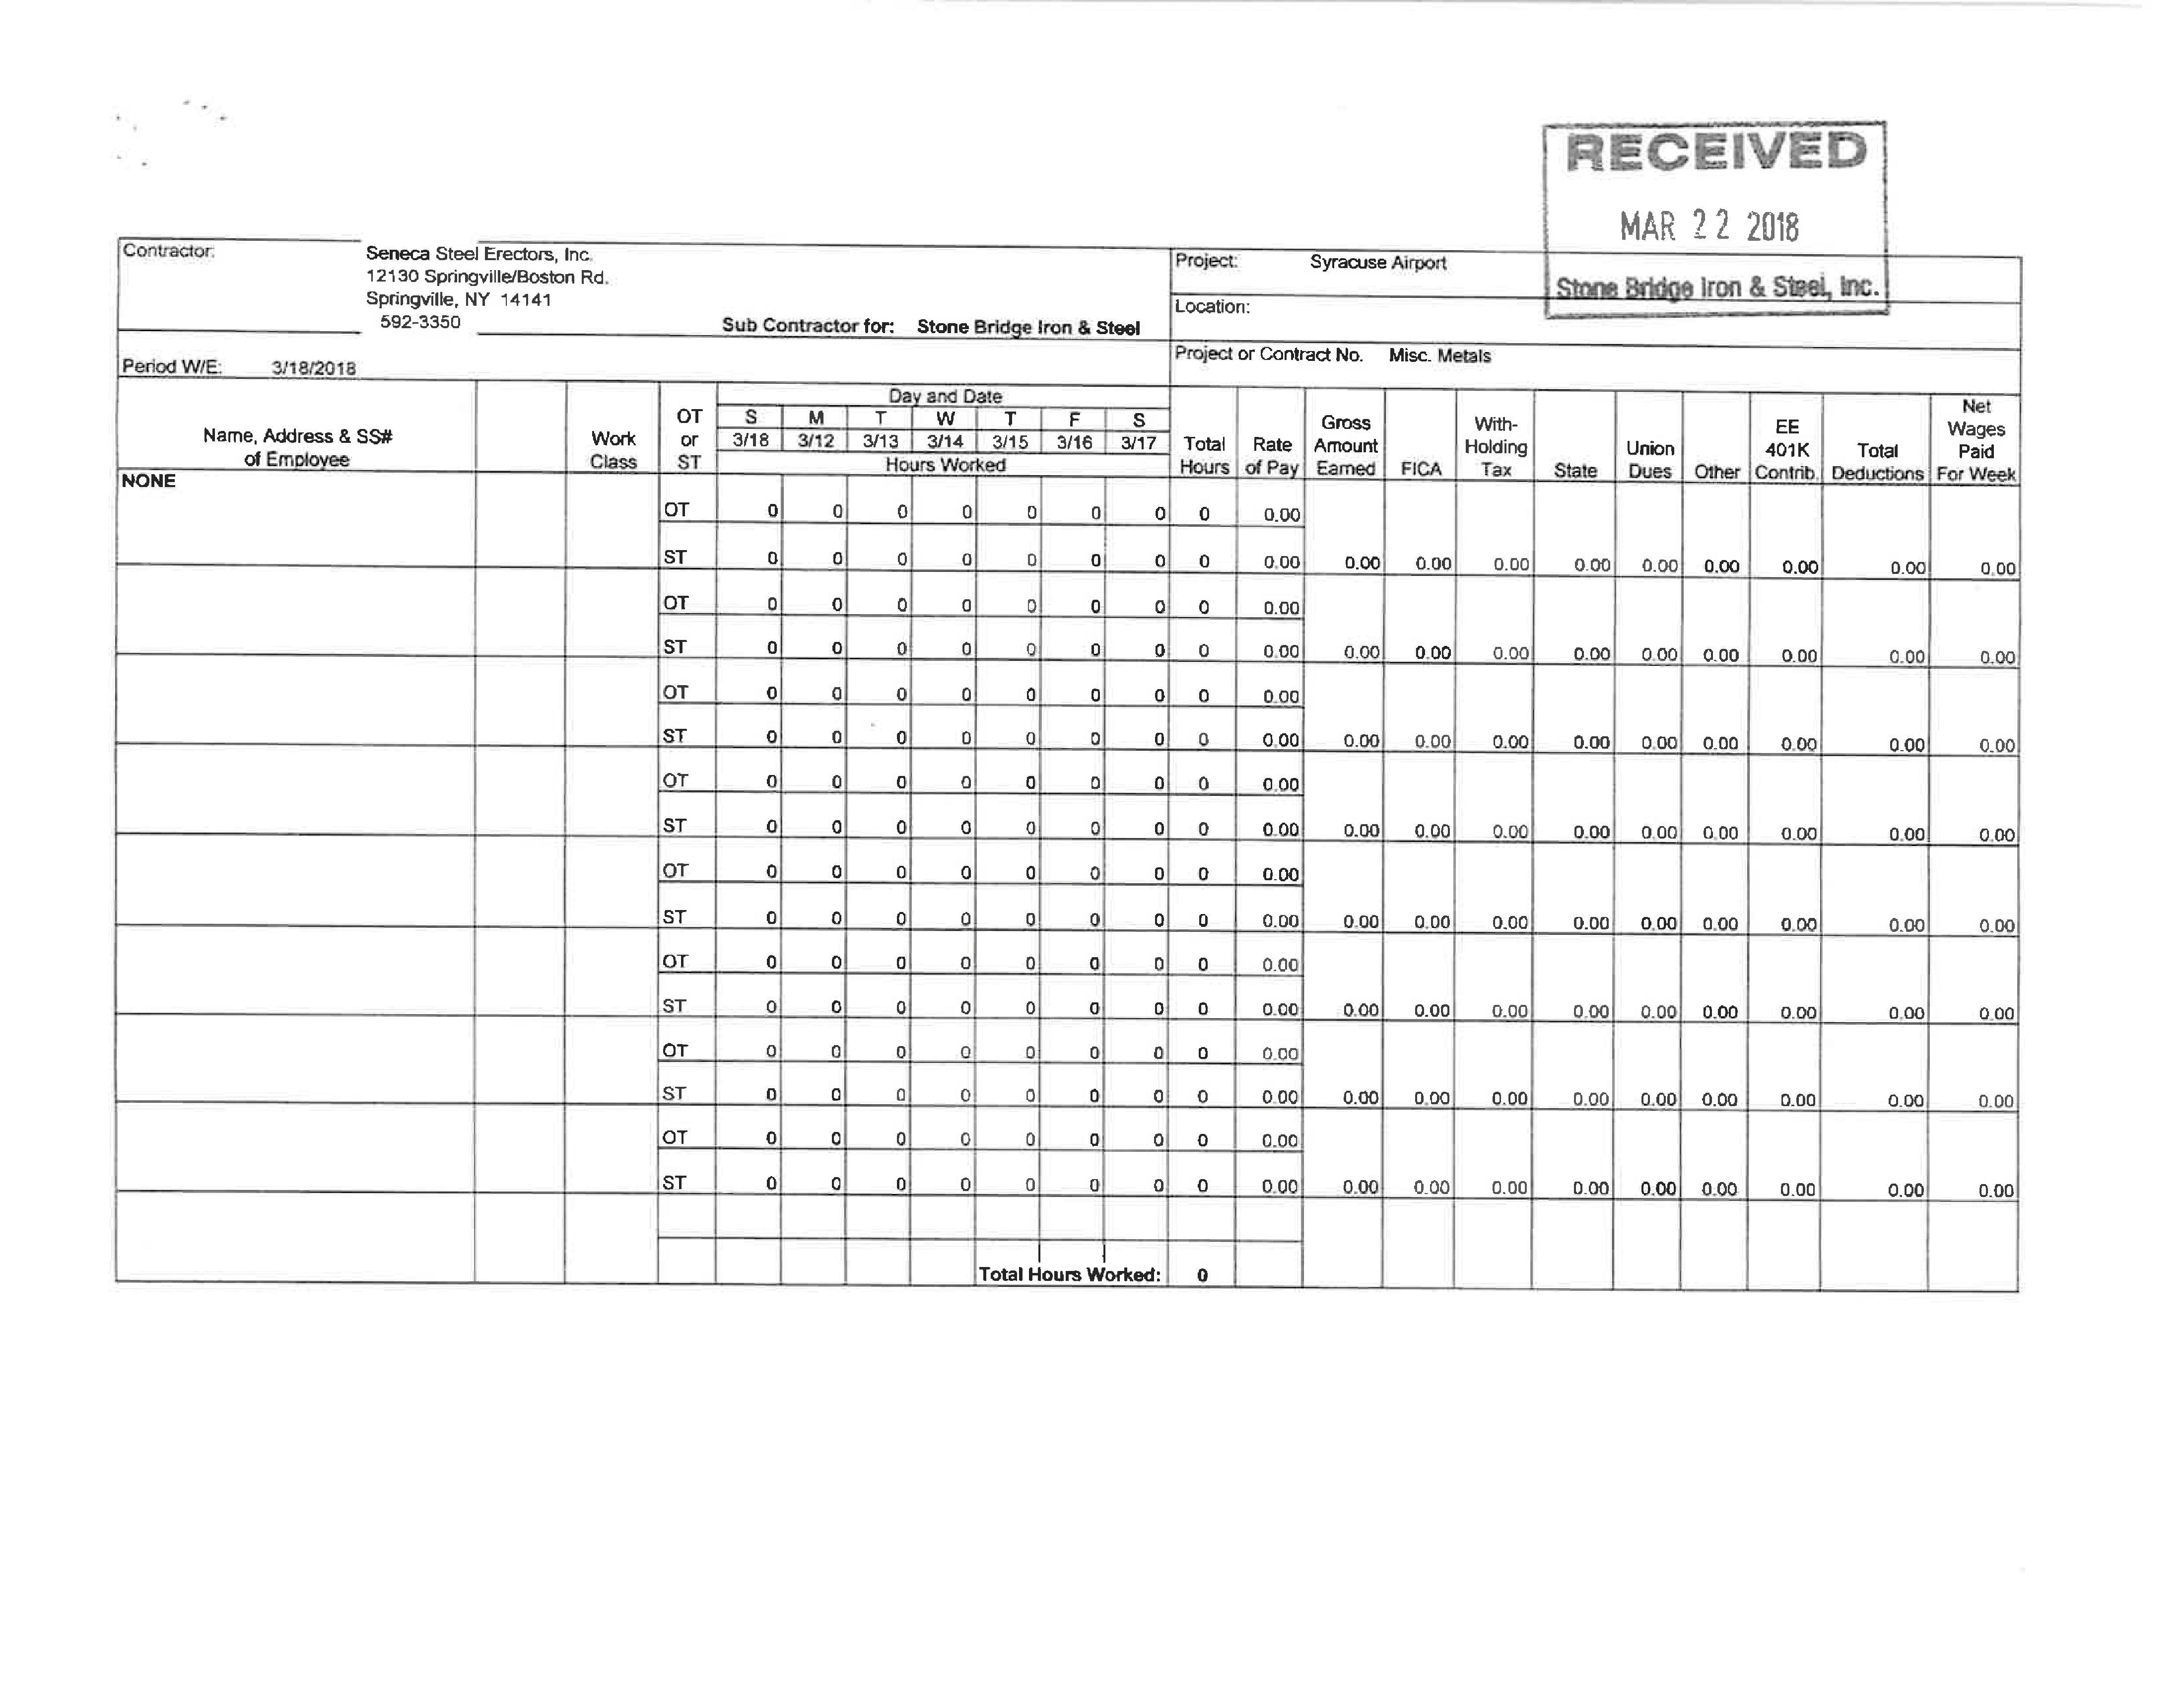 RECEIVED
MAR 22 2018
Stone Bridge Iron & Steel, Inc.
Contractor: Seneca Steel Erectors, Inc.
12130 Springville/Boston Rd.
Springville, NY 14141
592-3350
Sub Contractor for: Stone Bridge Iron & Steel
Project: Syracuse Airport
Location:
Project or Contract No. Misc. Metals
Period W/E: 3/18/2018
Name, Address & SS#
of Employee
Work
Class
OT
or
ST
Day and Date
S M T W T F S
3/18 3/12 3/13 3/14 3/15 3/16 3/17
Hours Worked
Total
Hours
Rate
of Pay
Gross
Amount
Earned
FICA
With-
Holding
Tax
State
Union
Dues
Other
EE
401K
Contrib.
Total
Deductions
Net
Wages
Paid
For Week
NONE
OT 0 0 0 0 0 0 0 0 0.00
ST 0 0 0 0 0 0 0 0 0.00 0.00 0.00 0.00 0.00 0.00 0.00 0.00 0.00 0.00
OT 0 0 0 0 0 0 0 0 0.00
ST 0 0 0 0 0 0 0 0 0.00 0.00 0.00 0.00 0.00 0.00 0.00 0.00 0.00 0.00
OT 0 0 0 0 0 0 0 0 0.00
ST 0 0 0 0 0 0 0 0 0.00 0.00 0.00 0.00 0.00 0.00 0.00 0.00 0.00 0.00
OT 0 0 0 0 0 0 0 0 0.00
ST 0 0 0 0 0 0 0 0 0.00 0.00 0.00 0.00 0.00 0.00 0.00 0.00 0.00 0.00
OT 0 0 0 0 0 0 0 0 0.00
ST 0 0 0 0 0 0 0 0 0.00 0.00 0.00 0.00 0.00 0.00 0.00 0.00 0.00 0.00
OT 0 0 0 0 0 0 0 0 0.00
ST 0 0 0 0 0 0 0 0 0.00 0.00 0.00 0.00 0.00 0.00 0.00 0.00 0.00 0.00
OT 0 0 0 0 0 0 0 0 0.00
ST 0 0 0 0 0 0 0 0 0.00 0.00 0.00 0.00 0.00 0.00 0.00 0.00 0.00 0.00
OT 0 0 0 0 0 0 0 0 0.00
ST 0 0 0 0 0 0 0 0 0.00 0.00 0.00 0.00 0.00 0.00 0.00 0.00 0.00 0.00
Total Hours Worked: 0